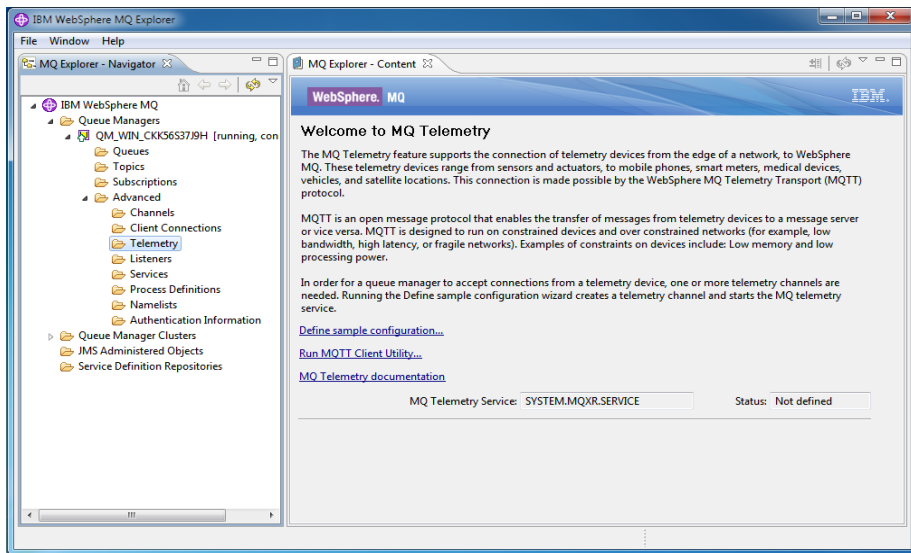 IBM WebSphere MQ Explorer
File Window Help
MQ Explorer - Navigator
IBM WebSphere MQ
Queue Managers
QM_WIN_CKK56S37J9H [running, con
Queues
Topics
Subscriptions
Advanced
Channels
Client Connections
Telemetry
Listeners
Services
Process Definitions
Namelists
Authentication Information
Queue Manager Clusters
JMS Administered Objects
Service Definition Repositories
MQ Explorer - Content
WebSphere. MQ
IBM.
Welcome to MQ Telemetry
The MQ Telemetry feature supports the connection of telemetry devices from the edge of a network, to WebSphere
MQ. These telemetry devices range from sensors and actuators, to mobile phones, smart meters, medical devices,
vehicles, and satellite locations. This connection is made possible by the WebSphere MQ Telemetry Transport (MQTT)
protocol.
MQTT is an open message protocol that enables the transfer of messages from telemetry devices to a message server
or vice versa. MQTT is designed to run on constrained devices and over constrained networks (for example, low
bandwidth, high latency, or fragile networks). Examples of constraints on devices include: Low memory and low
processing power.
In order for a queue manager to accept connections from a telemetry device, one or more telemetry channels are
needed. Running the Define sample configuration wizard creates a telemetry channel and starts the MQ telemetry
service.
Define sample configuration...
Run MQTT Client Utility...
MQ Telemetry documentation
MQ Telemetry Service: SYSTEM.MQXR.SERVICE Status: Not defined